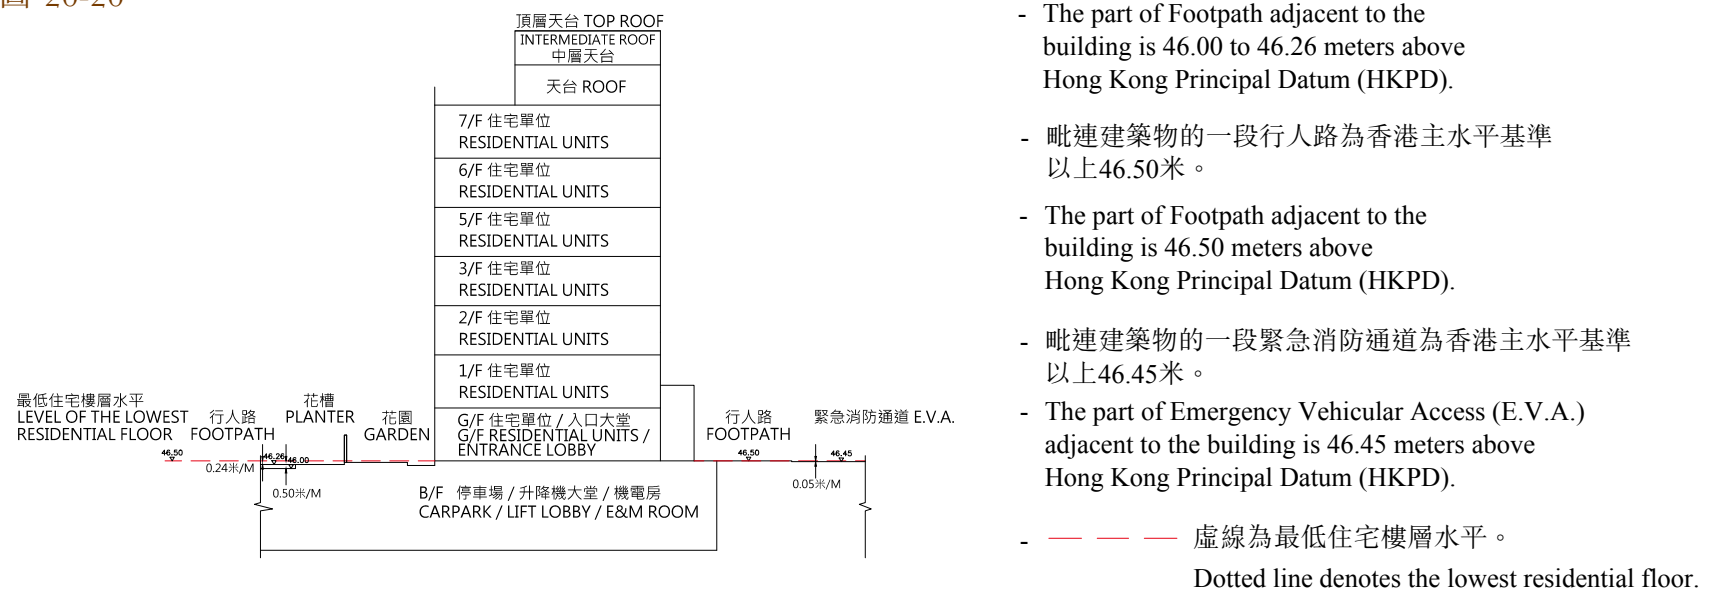 圖 20-20
頂層天台 TOP ROOF
INTERMEDIATE ROOF
中層天台
天台 ROOF
7/F 住宅單位
RESIDENTIAL UNITS
6/F 住宅單位
RESIDENTIAL UNITS
5/F 住宅單位
RESIDENTIAL UNITS
3/F 住宅單位
RESIDENTIAL UNITS
2/F 住宅單位
RESIDENTIAL UNITS
1/F 住宅單位
RESIDENTIAL UNITS
G/F 住宅單位 / 入口大堂
G/F RESIDENTIAL UNITS /
ENTRANCE LOBBY
最低住宅樓層水平
LEVEL OF THE LOWEST
RESIDENTIAL FLOOR
行人路
FOOTPATH
花槽
PLANTER
花園
GARDEN
行人路
FOOTPATH
緊急消防通道 E.V.A.
46.50
46.26
46.00
46.50
46.45
0.24米/M
0.50米/M
0.05米/M
B/F 停車場 / 升降機大堂 / 機電房
CARPARK / LIFT LOBBY / E&M ROOM
- The part of Footpath adjacent to the
building is 46.00 to 46.26 meters above
Hong Kong Principal Datum (HKPD).
- 毗連建築物的一段行人路為香港主水平基準
以上46.50米。
- The part of Footpath adjacent to the
building is 46.50 meters above
Hong Kong Principal Datum (HKPD).
- 毗連建築物的一段緊急消防通道為香港主水平基準
以上46.45米。
- The part of Emergency Vehicular Access (E.V.A.)
adjacent to the building is 46.45 meters above
Hong Kong Principal Datum (HKPD).
- 虛線為最低住宅樓層水平。
Dotted line denotes the lowest residential floor.